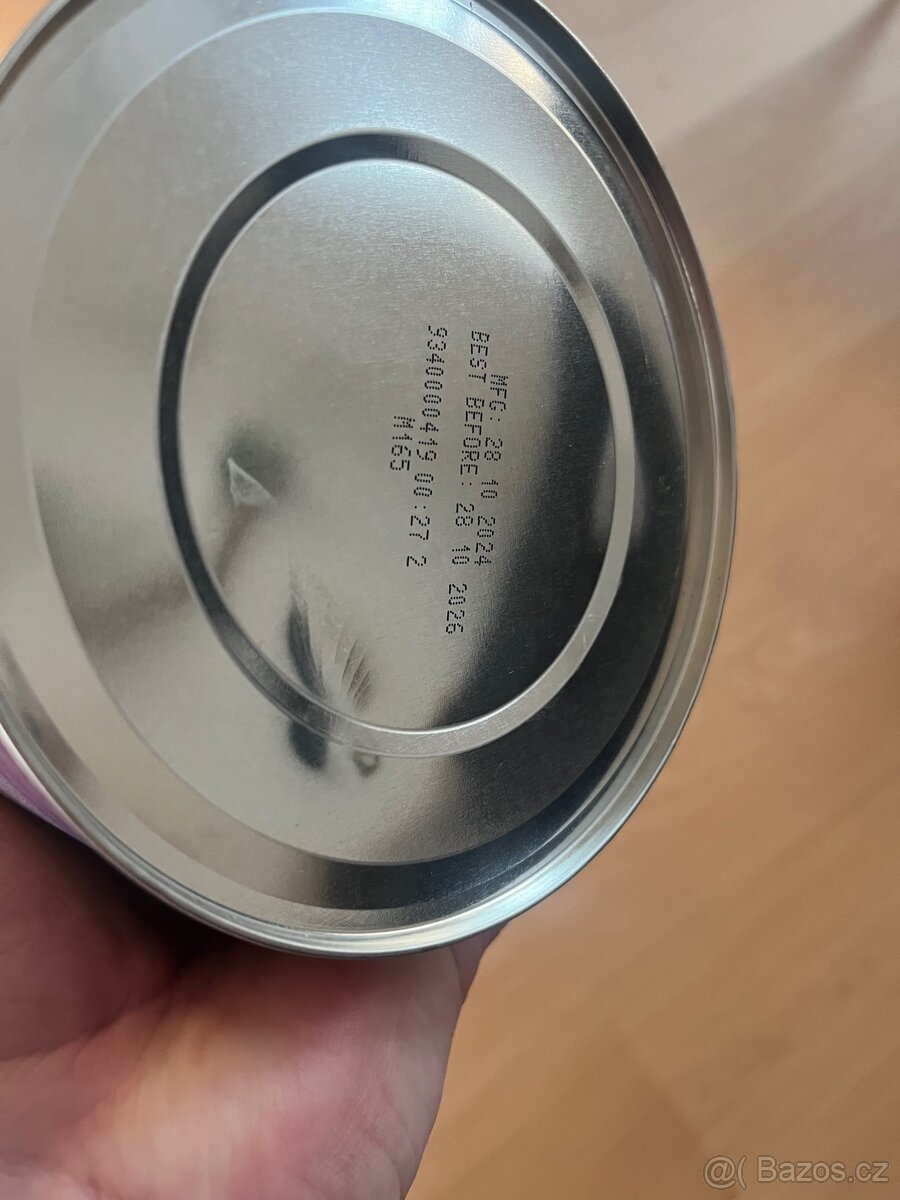 MFG: 28 10 2024
BEST BEFORE: 28 10 2026
9340000419 00:27 2
M165
@( Bazos.cz